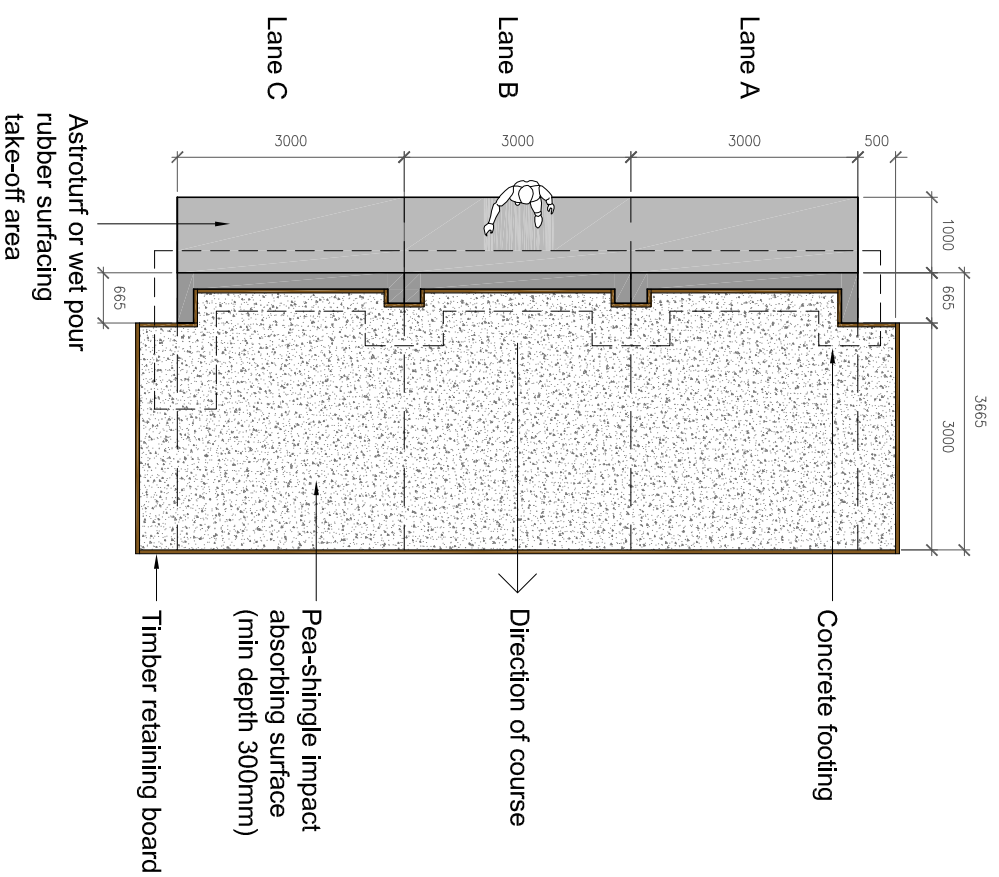 Lane C
Lane B
Lane A
3000
3000
3000
500
1000
665
3665
3000
665
Astroturf or wet pour
rubber surfacing
take-off area
Timber retaining board
Pea-shingle impact
absorbing surface
(min depth 300mm)
Direction of course
Concrete footing